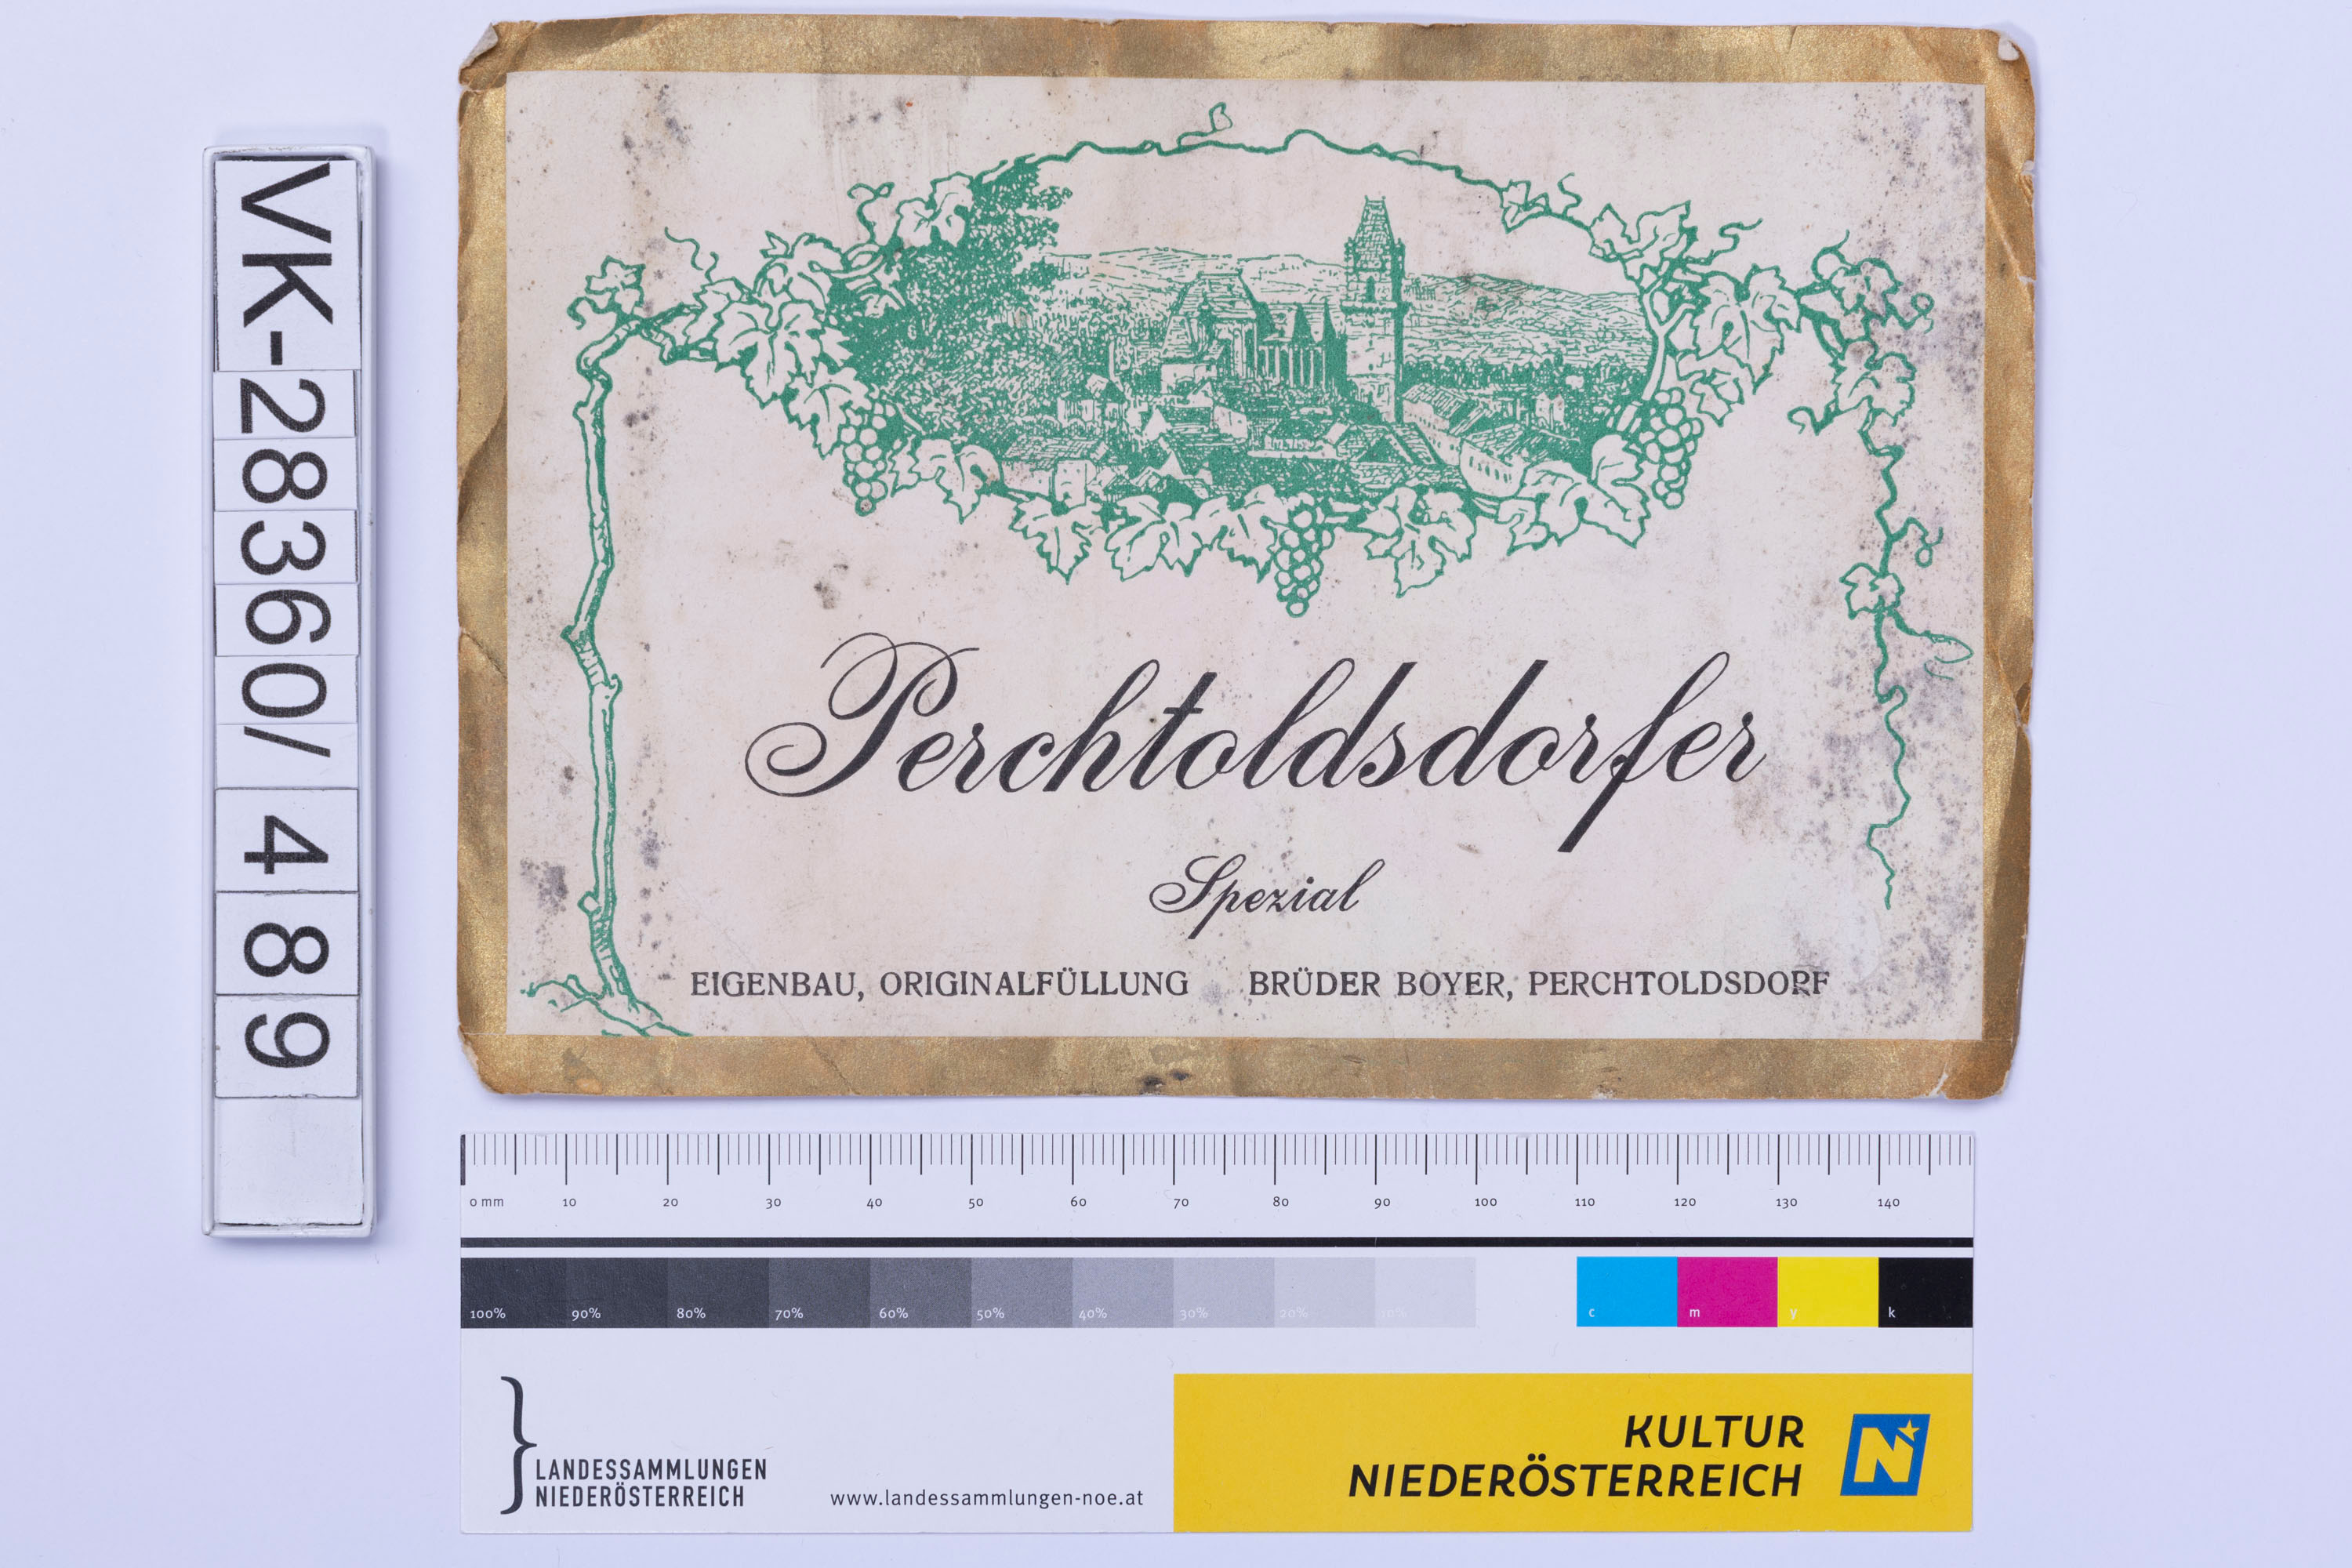 VK-28360/489
Perchtoldsdorfer
Spezial
EIGENBAU, ORIGINALFÜLLUNG BRÜDER BOYER, PERCHTOLDSDORF
0 mm 10 20 30 40 50 60 70 80 90 100 110 120 130 140
100% 90% 80% 70% 60% 50% 40% 30% 20% 10% c m y k
LANDESSAMMLUNGEN
NIEDERÖSTERREICH
www.landessammlungen-noe.at
KULTUR
NIEDERÖSTERREICH
N